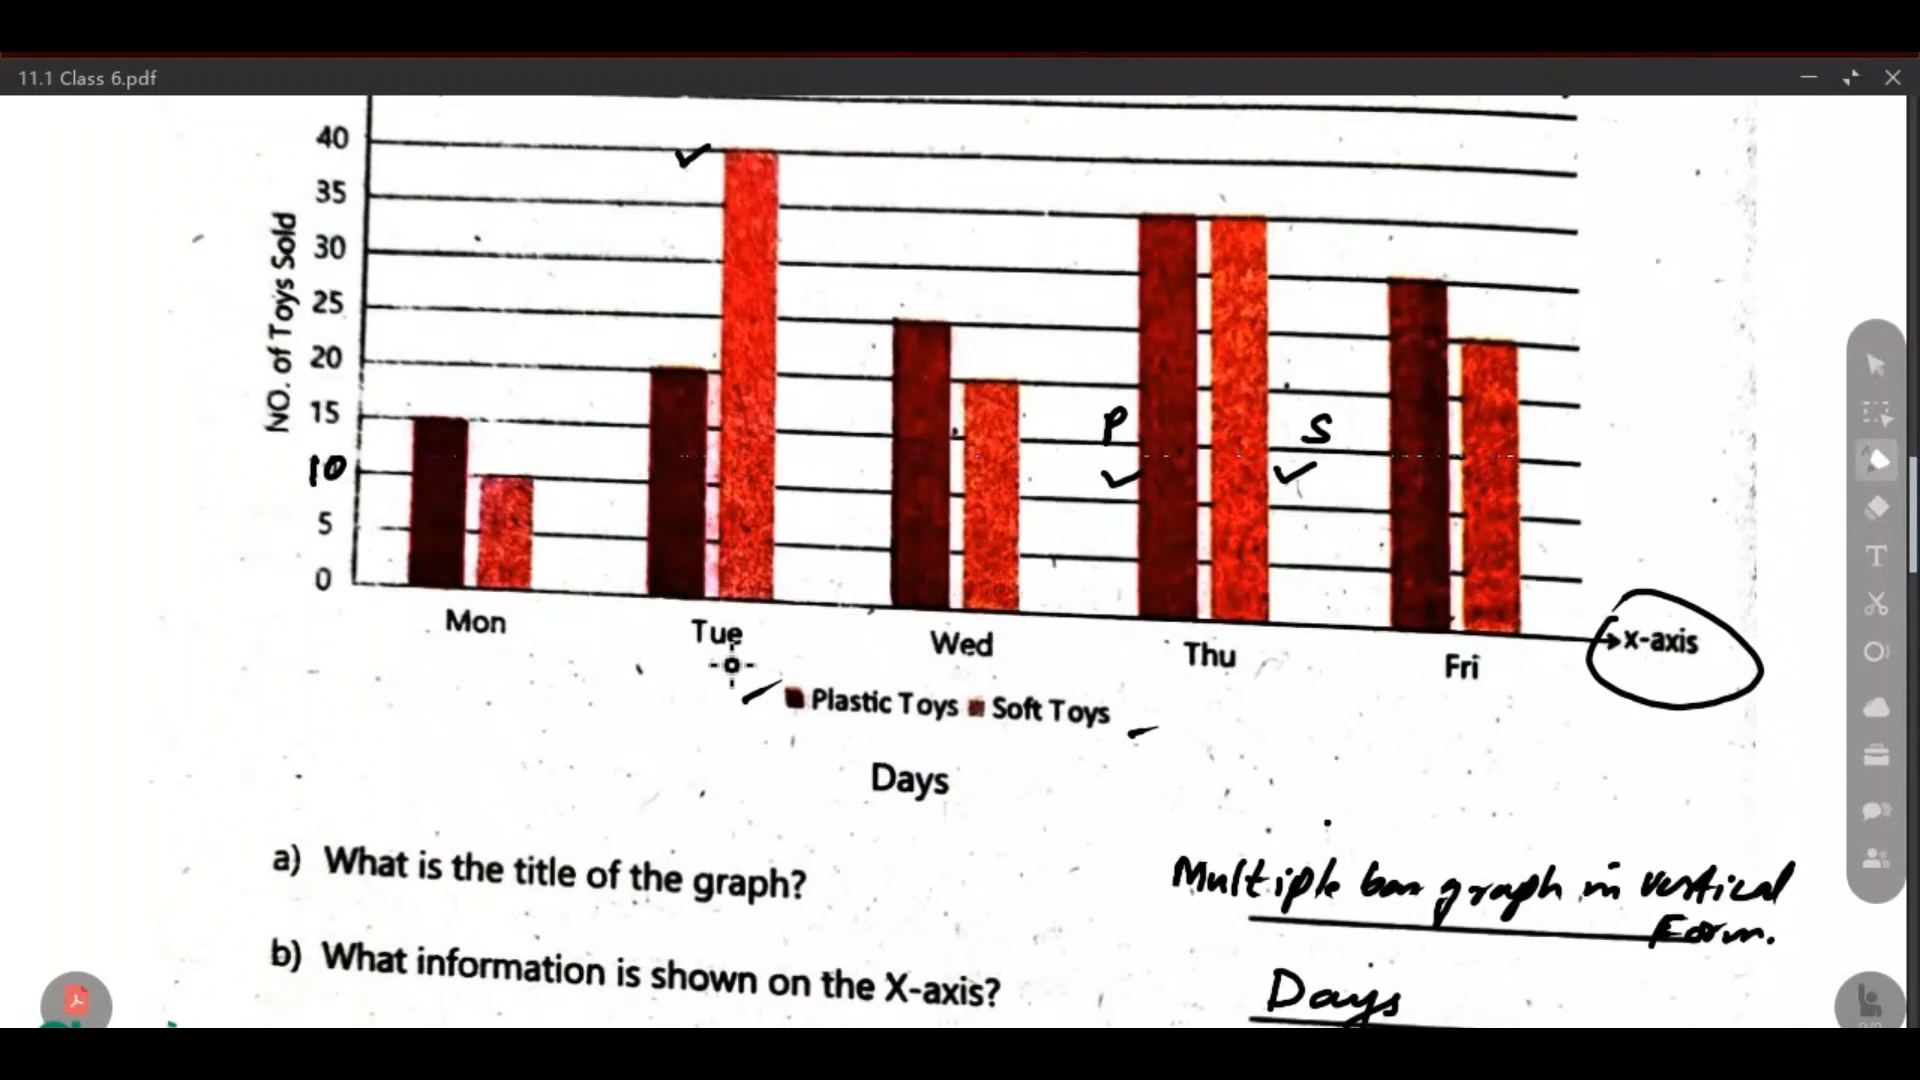 11.1 Class 6.pdf
40
35
30
25
20
15
10
5
0
NO. of Toys Sold
P
S
Mon
Tue
Wed
Thu
Fri
x-axis
Plastic Toys Soft Toys
Days
a) What is the title of the graph?
Multiple bar graph in vertical
Form.
b) What information is shown on the X-axis?
Days
T